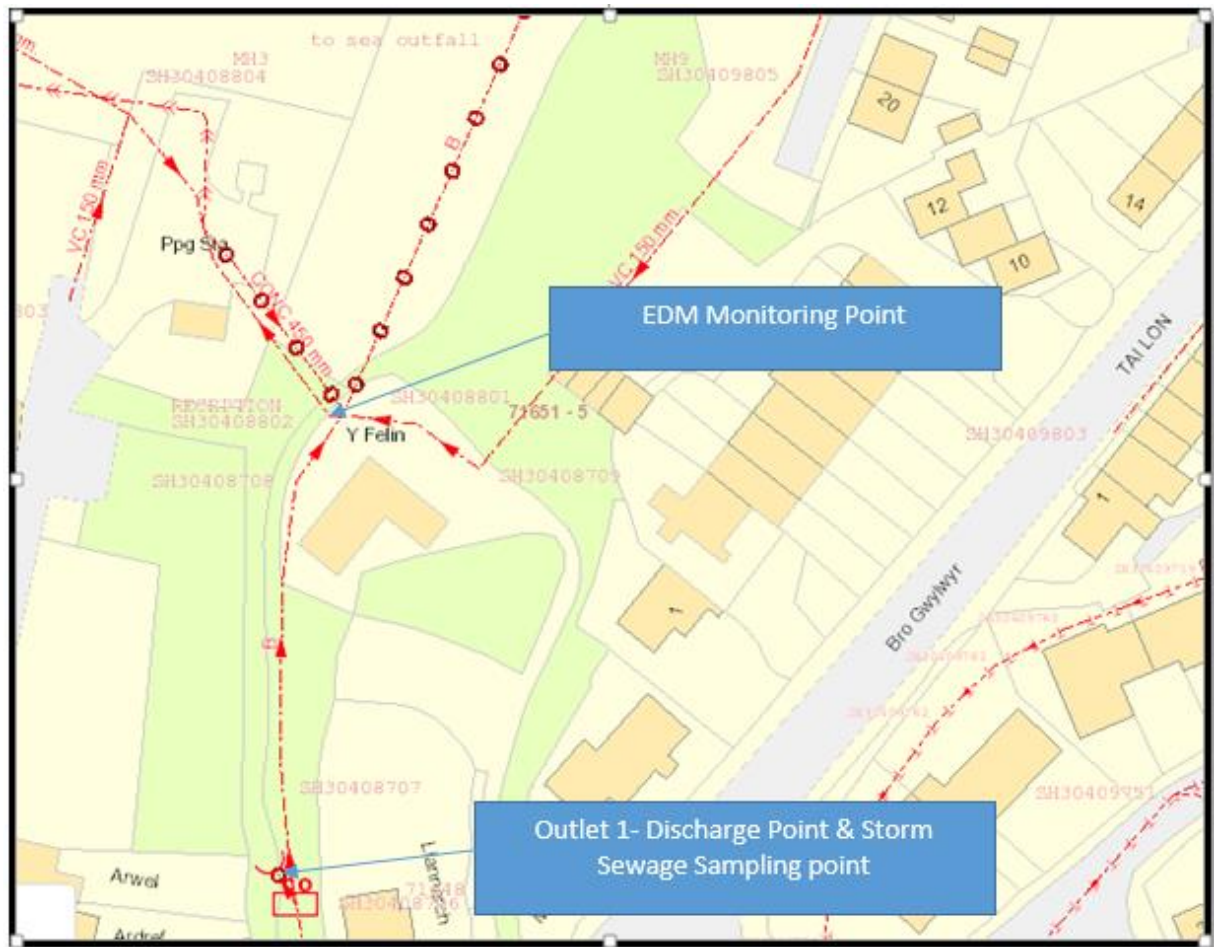 to sea outfall
MH3
SH30408804
MH9
SH30409805
20
B
VC 150 mm
12
14
10
Ppg Sta
VC 150 mm
CONC 450 mm
EDM Monitoring Point
TAI LON
RECEPTION
SH30408802
SH30408801
71651 - 5
Y Felin
SH30409803
SH30408708
SH30408709
1
1
Bro Gwylwyr
B
SH30408707
SH30409751
Outlet 1- Discharge Point & Storm
Sewage Sampling point
Arwel